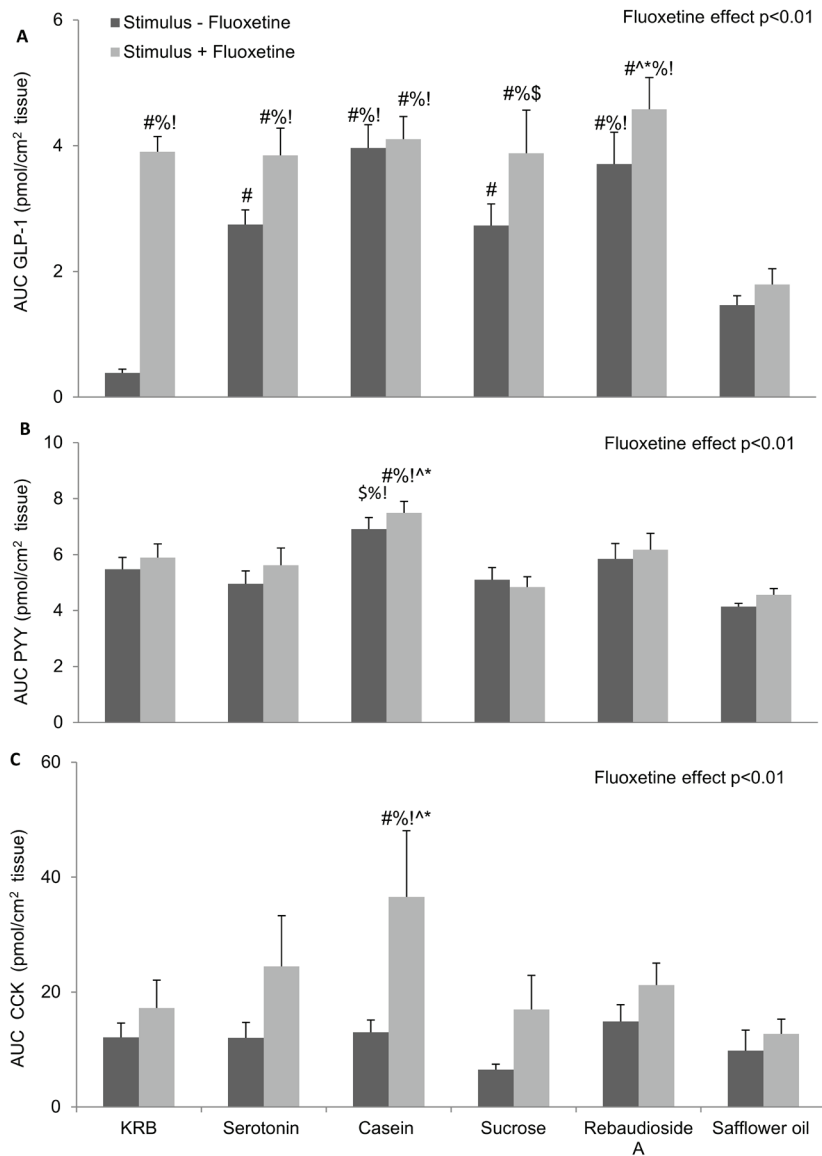 A
6
Stimulus - Fluoxetine
Fluoxetine effect p<0.01
Stimulus + Fluoxetine
AUC GLP-1 (pmol/cm² tissue)
4
2
0
#%!
#
#%!
#%!
#%!
#
#%$
#%!
#^*%!
B
10
Fluoxetine effect p<0.01
AUC PYY (pmol/cm² tissue)
8
6
4
2
0
$%!
#%!^*
C
60
Fluoxetine effect p<0.01
AUC CCK (pmol/cm² tissue)
40
20
0
#%!^*
KRB Serotonin Casein Sucrose Rebaudioside Safflower oil
A